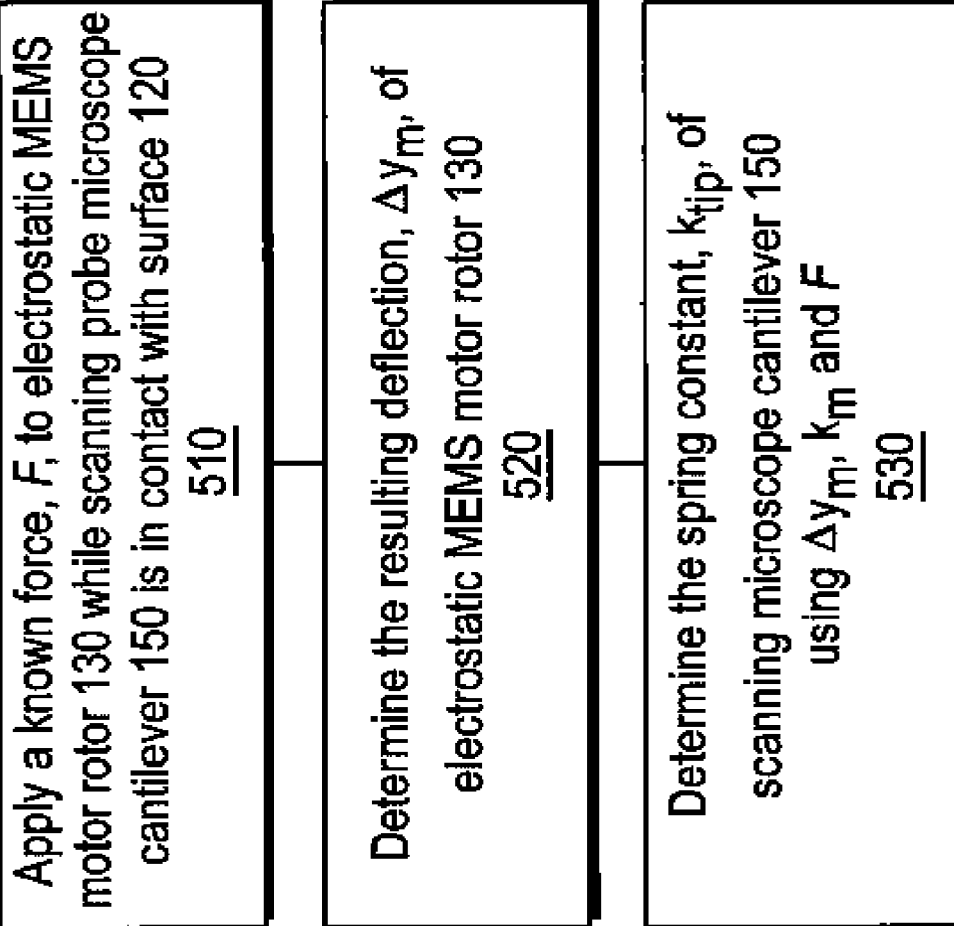 Apply a known force, F, to electrostatic MEMS
motor rotor 130 while scanning probe microscope
cantilever 150 is in contact with surface 120
510
Determine the resulting deflection, Δym, of
electrostatic MEMS motor rotor 130
520
Determine the spring constant, ktip, of
scanning microscope cantilever 150
using Δym, km and F
530